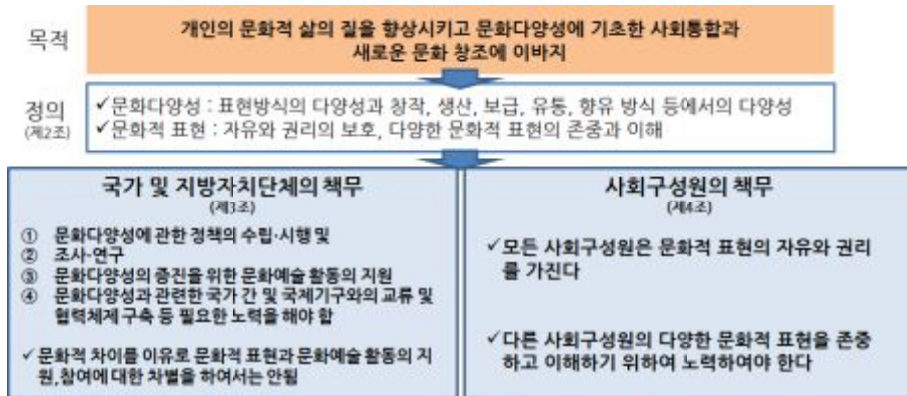 목적
개인의 문화적 삶의 질을 향상시키고 문화다양성에 기초한 사회통합과
새로운 문화 창조에 이바지
정의
(제2조)
✓문화다양성 : 표현방식의 다양성과 창작, 생산, 보급, 유통, 향유 방식 등에서의 다양성
✓문화적 표현 : 자유와 권리의 보호, 다양한 문화적 표현의 존중과 이해
국가 및 지방자치단체의 책무
(제3조)
① 문화다양성에 관한 정책의 수립·시행 및
② 조사·연구
③ 문화다양성의 증진을 위한 문화예술 활동의 지원
④ 문화다양성과 관련한 국가 간 및 국제기구와의 교류 및
협력체제 구축 등 필요한 노력을 해야 함
✓문화적 차이를 이유로 문화적 표현과 문화예술 활동의 지
원,참여에 대한 차별을 하여서는 안됨
사회구성원의 책무
(제4조)
✓모든 사회구성원은 문화적 표현의 자유와 권리
를 가진다
✓다른 사회구성원의 다양한 문화적 표현을 존중
하고 이해하기 위하여 노력하여야 한다